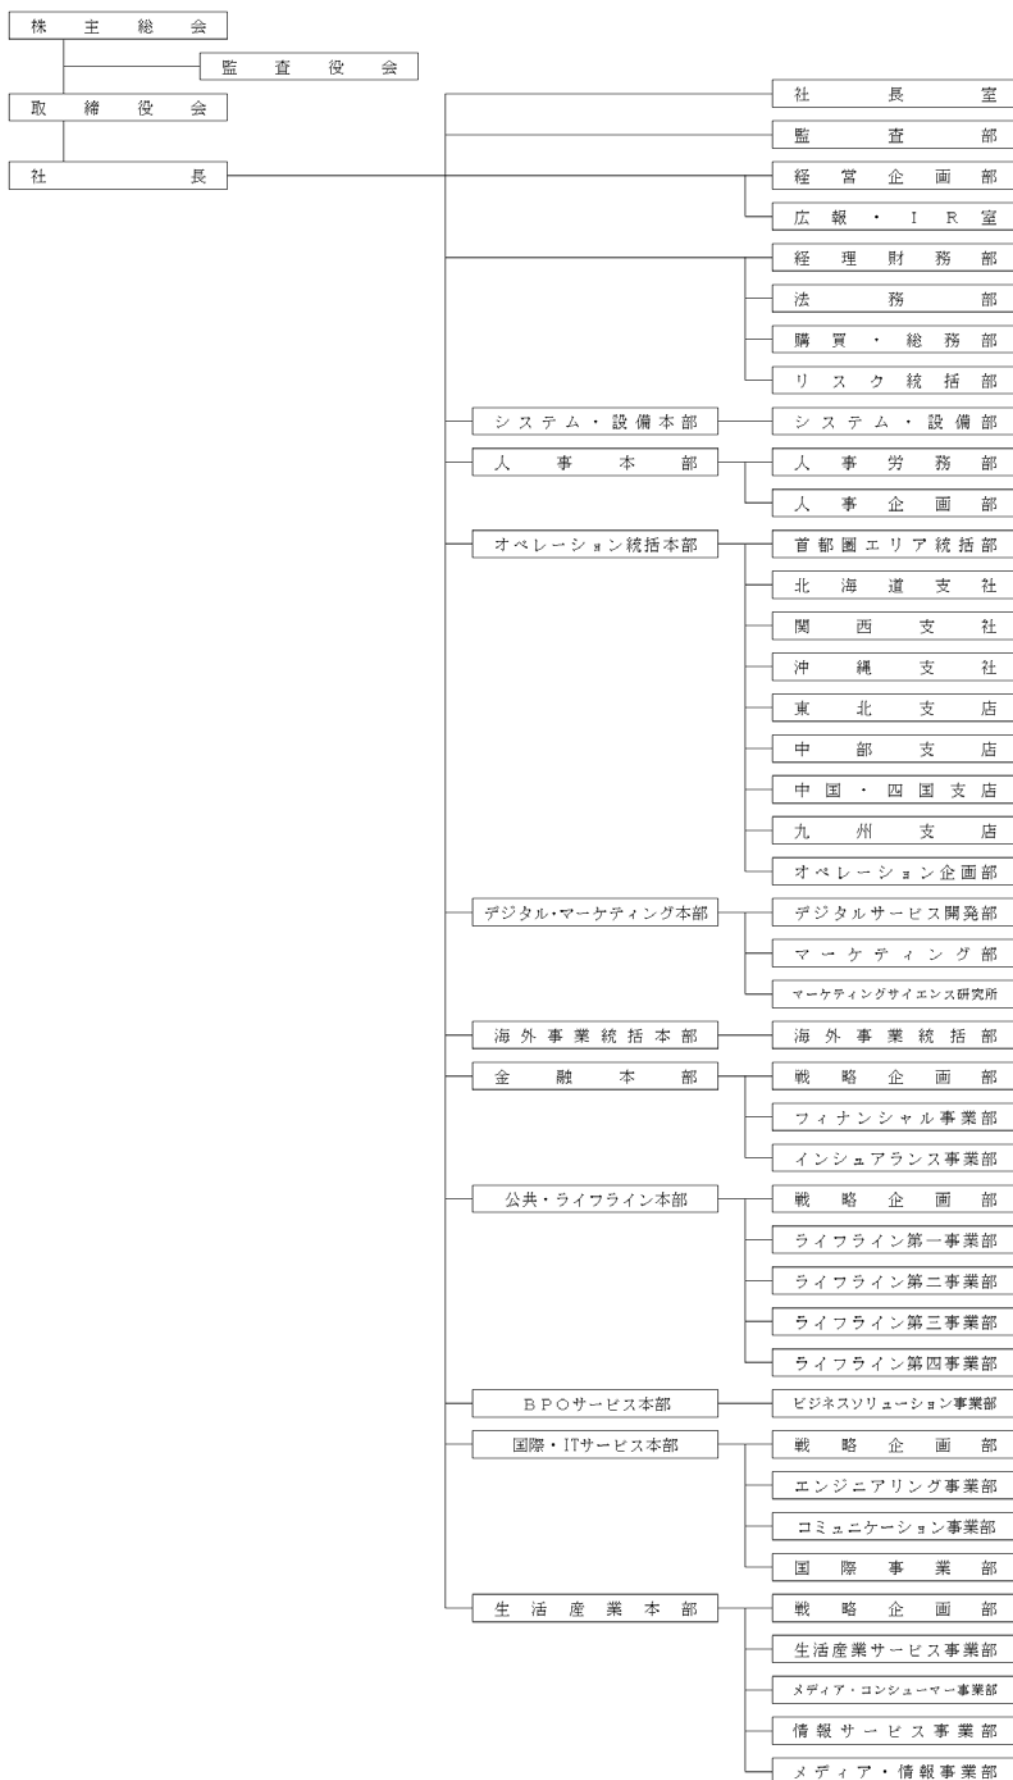 株主総会
監査役会
取締役会
社長
社長室
監査部
経営企画部
広報・IR室
経理財務部
法務部
購買・総務部
リスク統括部
システム・設備本部
システム・設備部
人事本部
人事労務部
人事企画部
オペレーション統括本部
首都圏エリア統括部
北海道支社
関西支社
沖縄支社
東北支店
中部支店
中国・四国支店
九州支店
オペレーション企画部
デジタル・マーケティング本部
デジタルサービス開発部
マーケティング部
マーケティングサイエンス研究所
海外事業統括本部
海外事業統括部
金融本部
戦略企画部
フィナンシャル事業部
インシュアランス事業部
公共・ライフライン本部
戦略企画部
ライフライン第一事業部
ライフライン第二事業部
ライフライン第三事業部
ライフライン第四事業部
BPOサービス本部
ビジネスソリューション事業部
国際・ITサービス本部
戦略企画部
エンジニアリング事業部
コミュニケーション事業部
国際事業部
生活産業本部
戦略企画部
生活産業サービス事業部
メディア・コンシューマー事業部
情報サービス事業部
メディア・情報事業部